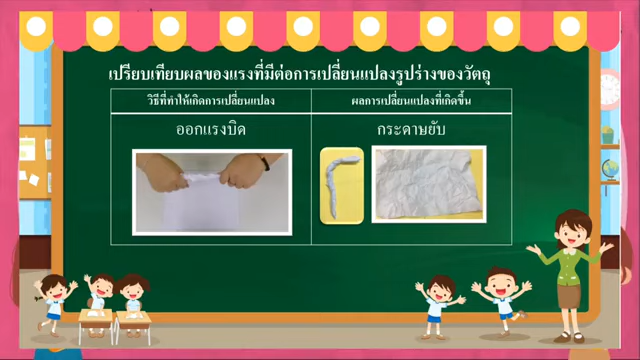 เปรียบเทียบผลของแรงที่มีต่อการเปลี่ยนแปลงรูปร่างของวัตถุ
วิธีที่ทำให้เกิดการเปลี่ยนแปลง
ผลการเปลี่ยนแปลงที่เกิดขึ้น
ออกแรงบิด
กระดาษยับ